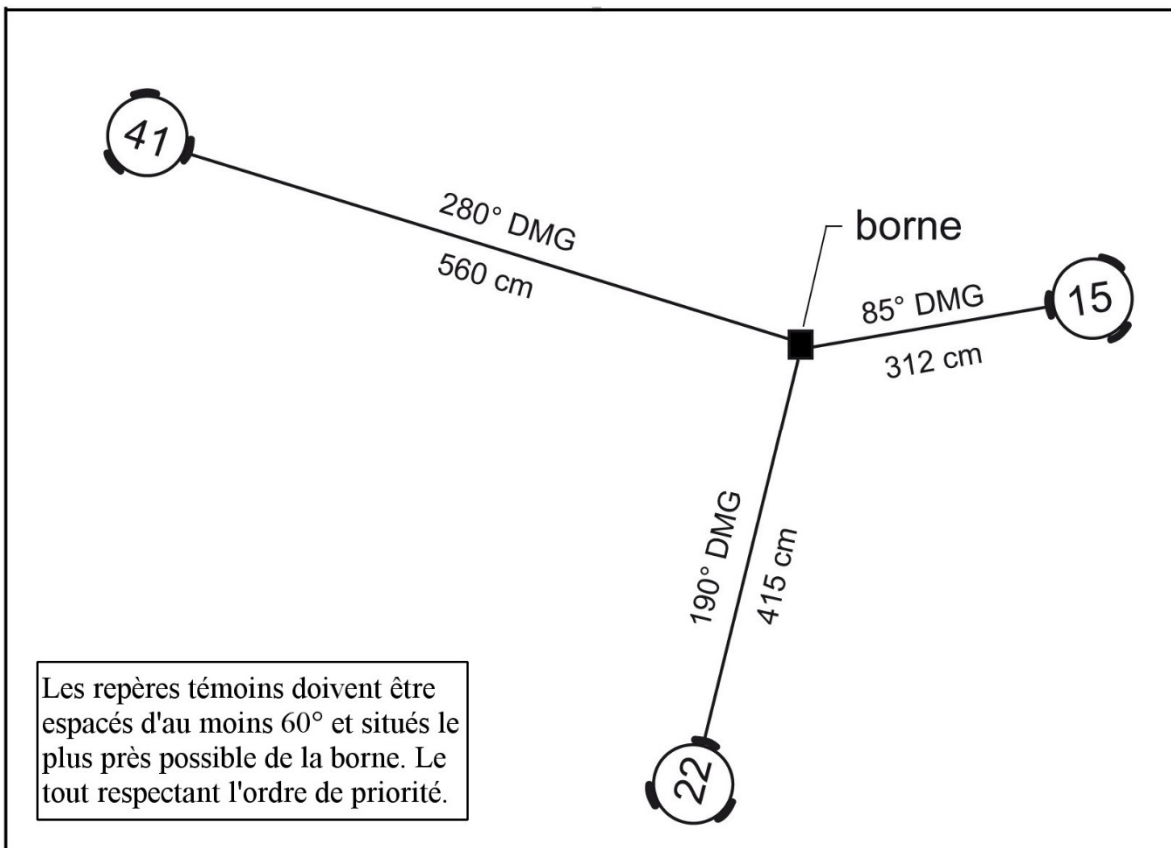 41
280° DMG
560 cm
borne
85° DMG
312 cm
15
190° DMG
415 cm
22
Les repères témoins doivent être
espacés d'au moins 60° et situés le
plus près possible de la borne. Le
tout respectant l'ordre de priorité.